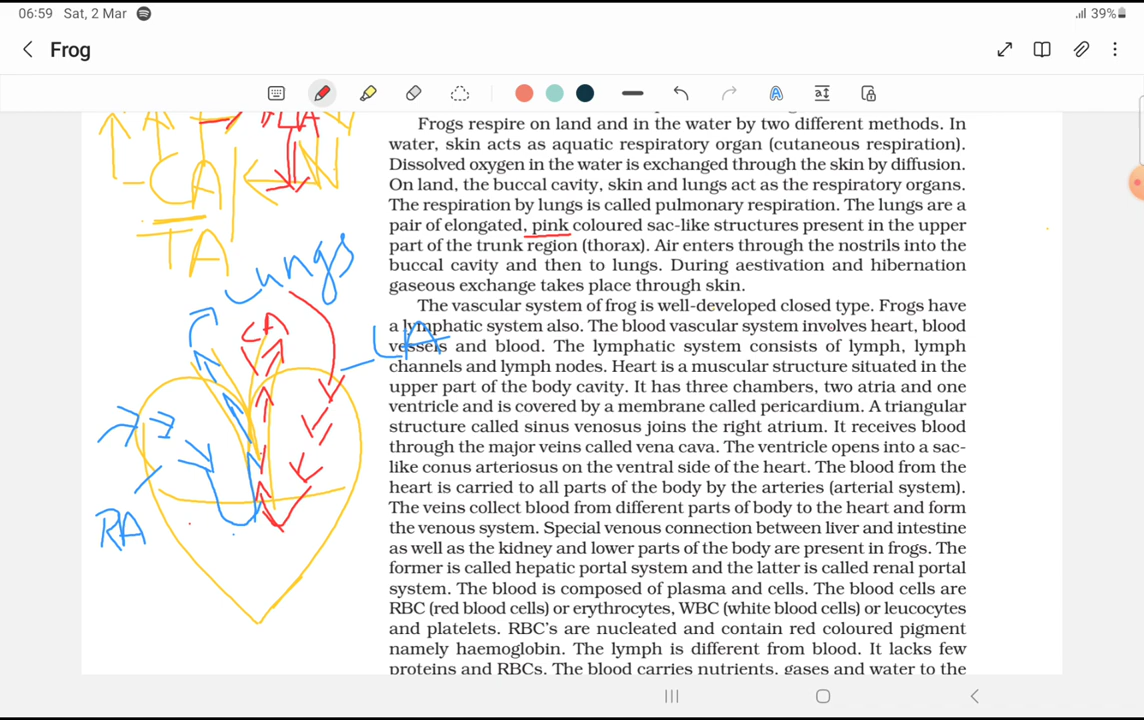 06:59 Sat, 2 Mar
39%
Frog
Frogs respire on land and in the water by two different methods. In
water, skin acts as aquatic respiratory organ (cutaneous respiration).
Dissolved oxygen in the water is exchanged through the skin by diffusion.
On land, the buccal cavity, skin and lungs act as the respiratory organs.
The respiration by lungs is called pulmonary respiration. The lungs are a
pair of elongated, pink coloured sac-like structures present in the upper
part of the trunk region (thorax). Air enters through the nostrils into the
buccal cavity and then to lungs. During aestivation and hibernation
gaseous exchange takes place through skin.
The vascular system of frog is well-developed closed type. Frogs have
a lymphatic system also. The blood vascular system involves heart, blood
vessels and blood. The lymphatic system consists of lymph, lymph
channels and lymph nodes. Heart is a muscular structure situated in the
upper part of the body cavity. It has three chambers, two atria and one
ventricle and is covered by a membrane called pericardium. A triangular
structure called sinus venosus joins the right atrium. It receives blood
through the major veins called vena cava. The ventricle opens into a sac-
like conus arteriosus on the ventral side of the heart. The blood from the
heart is carried to all parts of the body by the arteries (arterial system).
The veins collect blood from different parts of body to the heart and form
the venous system. Special venous connection between liver and intestine
as well as the kidney and lower parts of the body are present in frogs. The
former is called hepatic portal system and the latter is called renal portal
system. The blood is composed of plasma and cells. The blood cells are
RBC (red blood cells) or erythrocytes, WBC (white blood cells) or leucocytes
and platelets. RBC's are nucleated and contain red coloured pigment
namely haemoglobin. The lymph is different from blood. It lacks few
proteins and RBCs. The blood carries nutrients, gases and water to the
LA
CA
TA
Lungs
CA
LA
RA